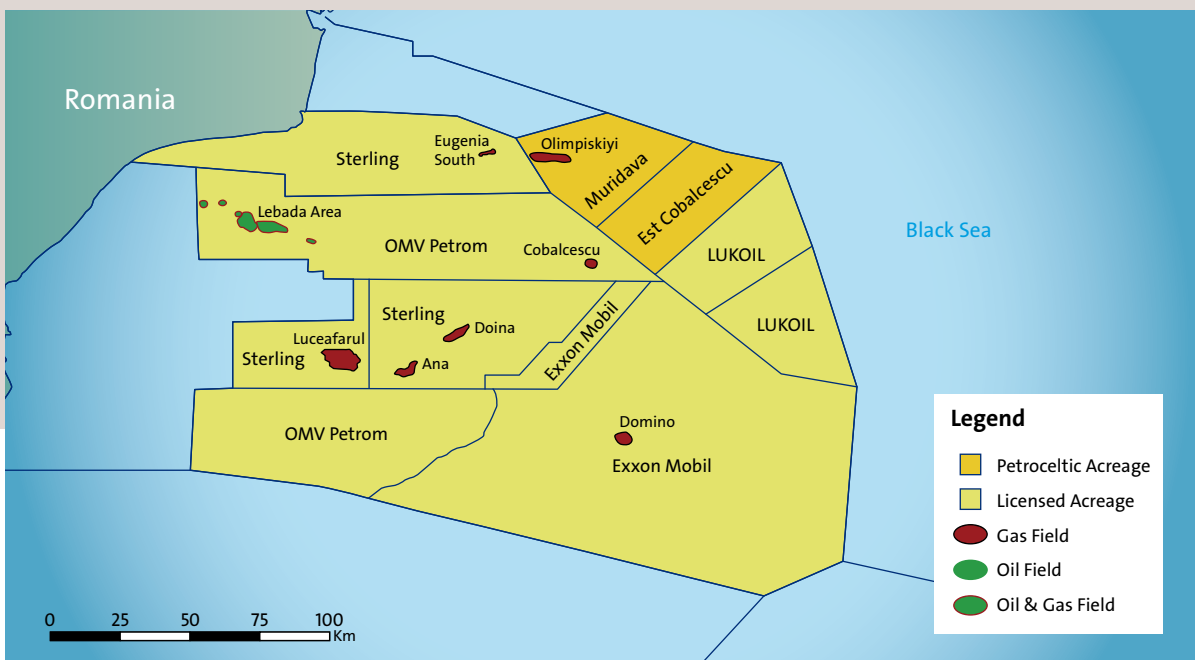 Romania
Sterling
Eugenia
South
Olimpiskiyi
Muridava
Est Cobalcescu
Lebada Area
OMV Petrom
Cobalcescu
LUKOIL
Black Sea
LUKOIL
Sterling
Doina
Exxon Mobil
Luceafarul
Sterling
Ana
OMV Petrom
Domino
Exxon Mobil
Legend
Petroceltic Acreage
Licensed Acreage
Gas Field
Oil Field
Oil & Gas Field
0 25 50 75 100
Km